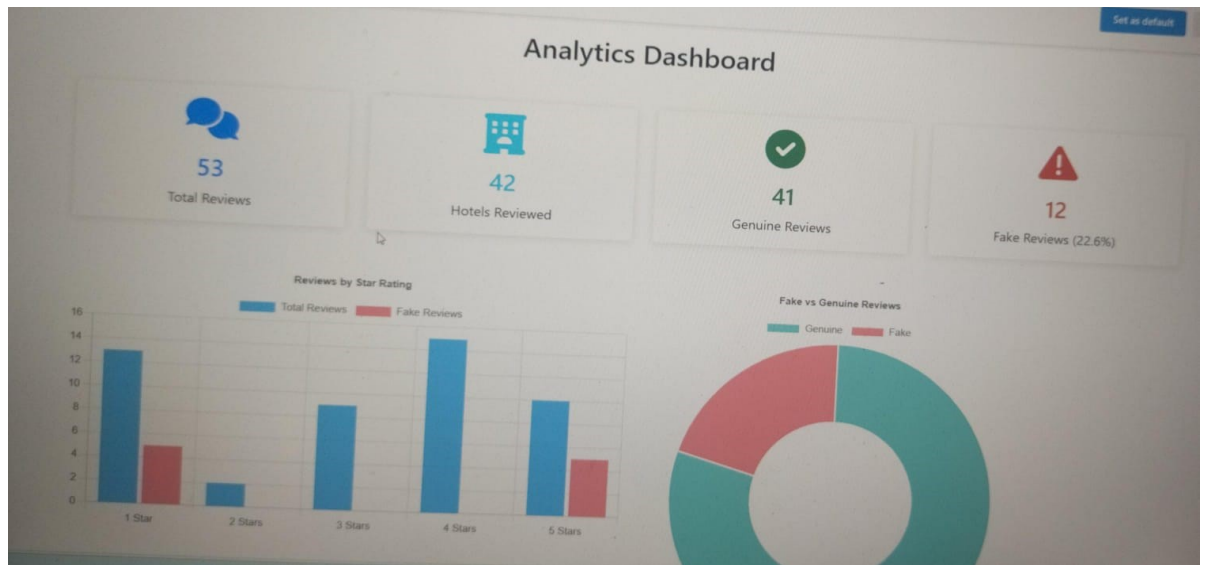 Set as default
Analytics Dashboard
53
Total Reviews
42
Hotels Reviewed
41
Genuine Reviews
12
Fake Reviews (22.6%)
Reviews by Star Rating
Total Reviews Fake Reviews
16
14
12
10
8
6
4
2
0
1 Star 2 Stars 3 Stars 4 Stars 5 Stars
Fake vs Genuine Reviews
Genuine Fake